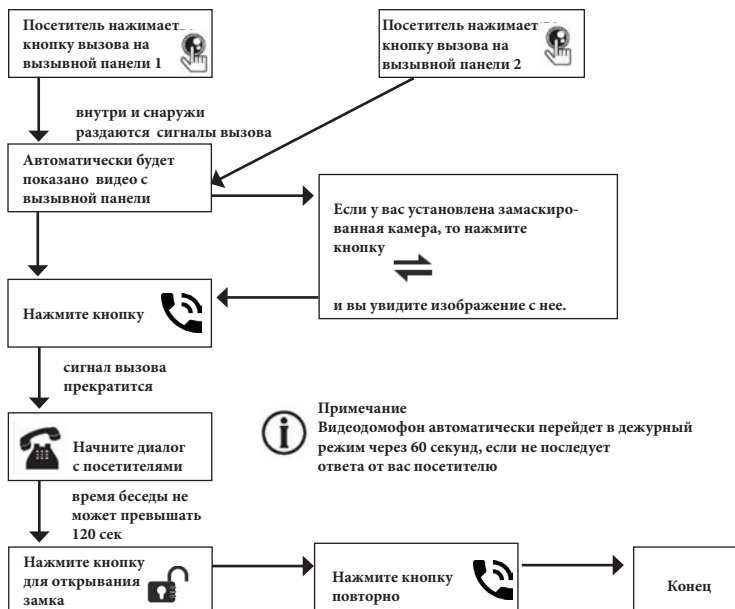 Посетитель нажимает
кнопку вызова на
вызывной панели 1
Посетитель нажимает
кнопку вызова на
вызывной панели 2
внутри и снаружи
раздаются сигналы вызова
Автоматически будет
показано видео с
вызывной панели
Если у вас установлена замаскиро-
ванная камера, то нажмите
кнопку
и вы увидите изображение с нее.
Нажмите кнопку
сигнал вызова
прекратится
Примечание
Видеодомофон автоматически перейдет в дежурный
режим через 60 секунд, если не последует
ответа от вас посетителю
Начните диалог
с посетителями
время беседы не
может превышать
120 сек
Нажмите кнопку
для открывания
замка
Нажмите кнопку
повторно
Конец